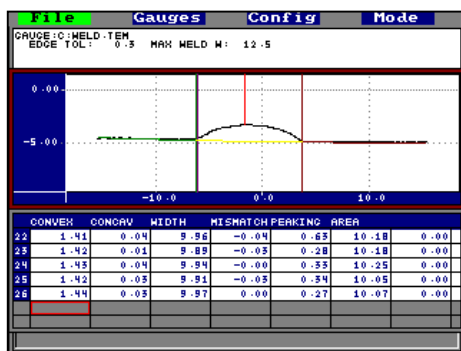 File Gauges Config Mode
GAUGE:C:WELD.TEM
EDGE TOL: 0.3 MAX WELD W: 12.5
0.00
-5.00
-10.0 0.0 10.0
CONVEX CONCAV WIDTH MISMATCH PEAKING AREA
22 1.41 0.04 9.96 -0.04 0.63 10.18 0.00
23 1.42 0.01 9.89 -0.03 0.28 10.18 0.00
24 1.43 0.04 9.94 -0.00 0.33 10.25 0.00
25 1.42 0.03 9.91 -0.03 0.34 10.05 0.00
26 1.44 0.03 9.97 0.00 0.27 10.07 0.00